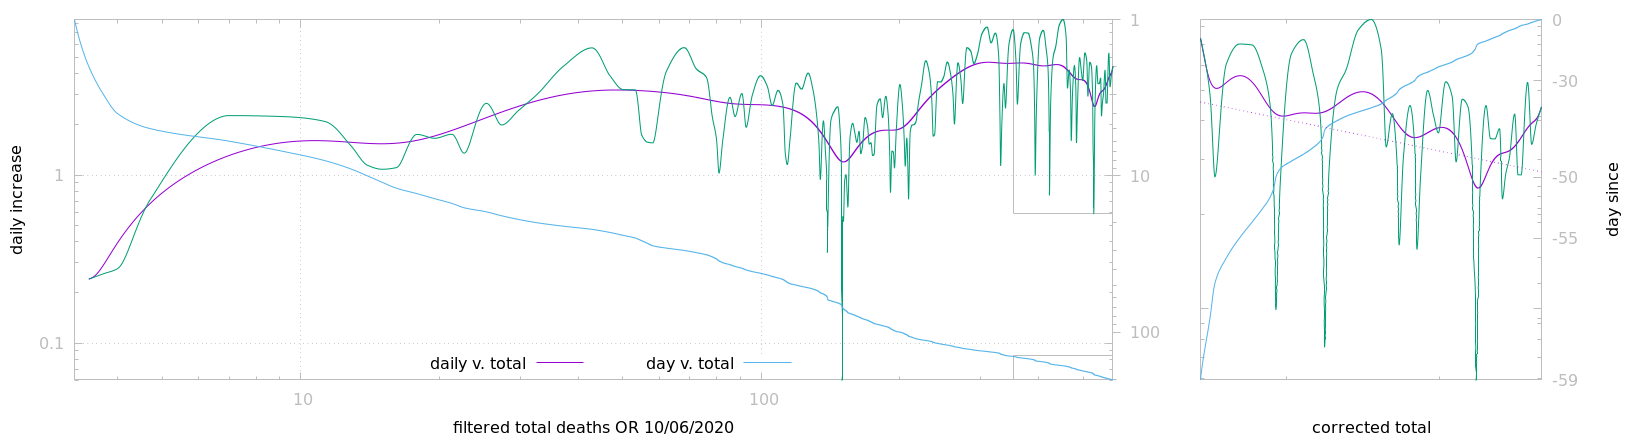 daily increase
1
0.1
10
100
1
10
100
daily v. total
day v. total
filtered total deaths OR 10/06/2020
0
-30
-50
-55
-59
day since
corrected total